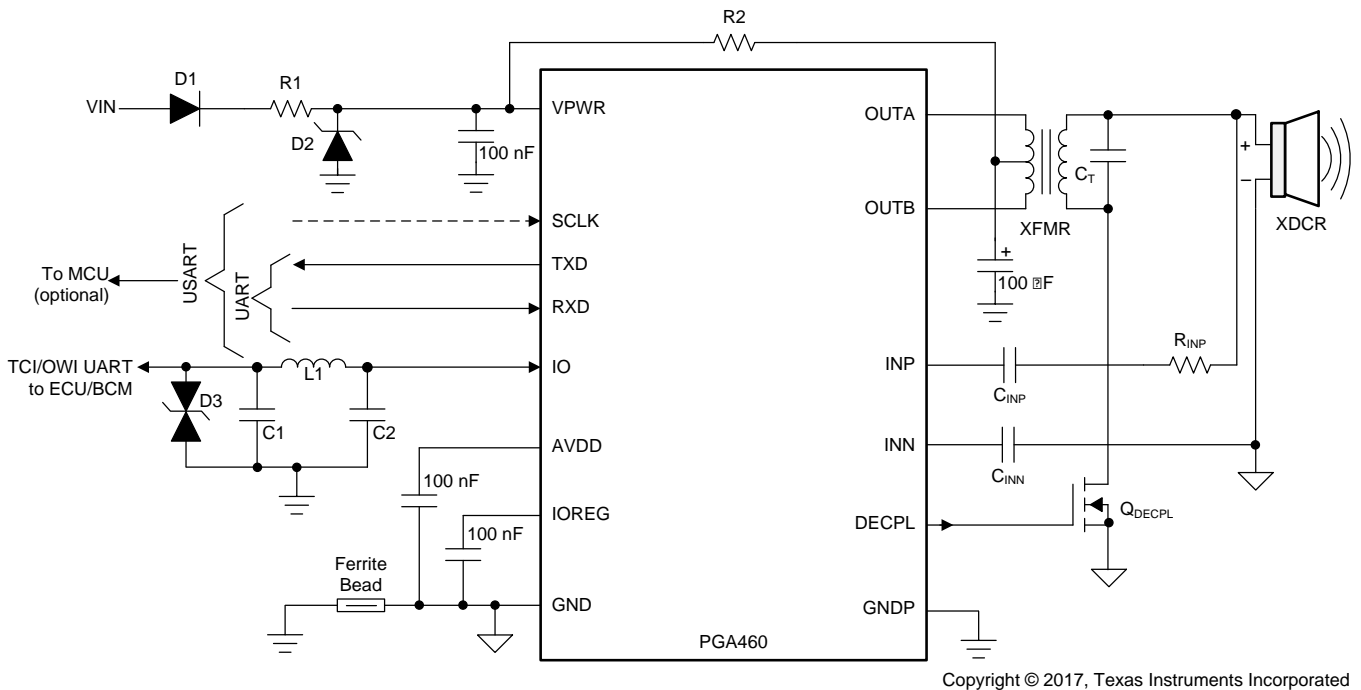 R2
D1
R1
VIN
VPWR
D2
100 nF
OUTA
OUTB
XFMR
C_T
+
−
XDCR
SCLK
TXD
RXD
USART
UART
To MCU
(optional)
+
100 F
TCI/OWI UART
to ECU/BCM
L1
IO
D3
C1
C2
INP
C_INP
R_INP
AVDD
100 nF
INN
C_INN
IOREG
100 nF
DECPL
Q_DECPL
Ferrite
Bead
GND
GNDP
PGA460
Copyright © 2017, Texas Instruments Incorporated